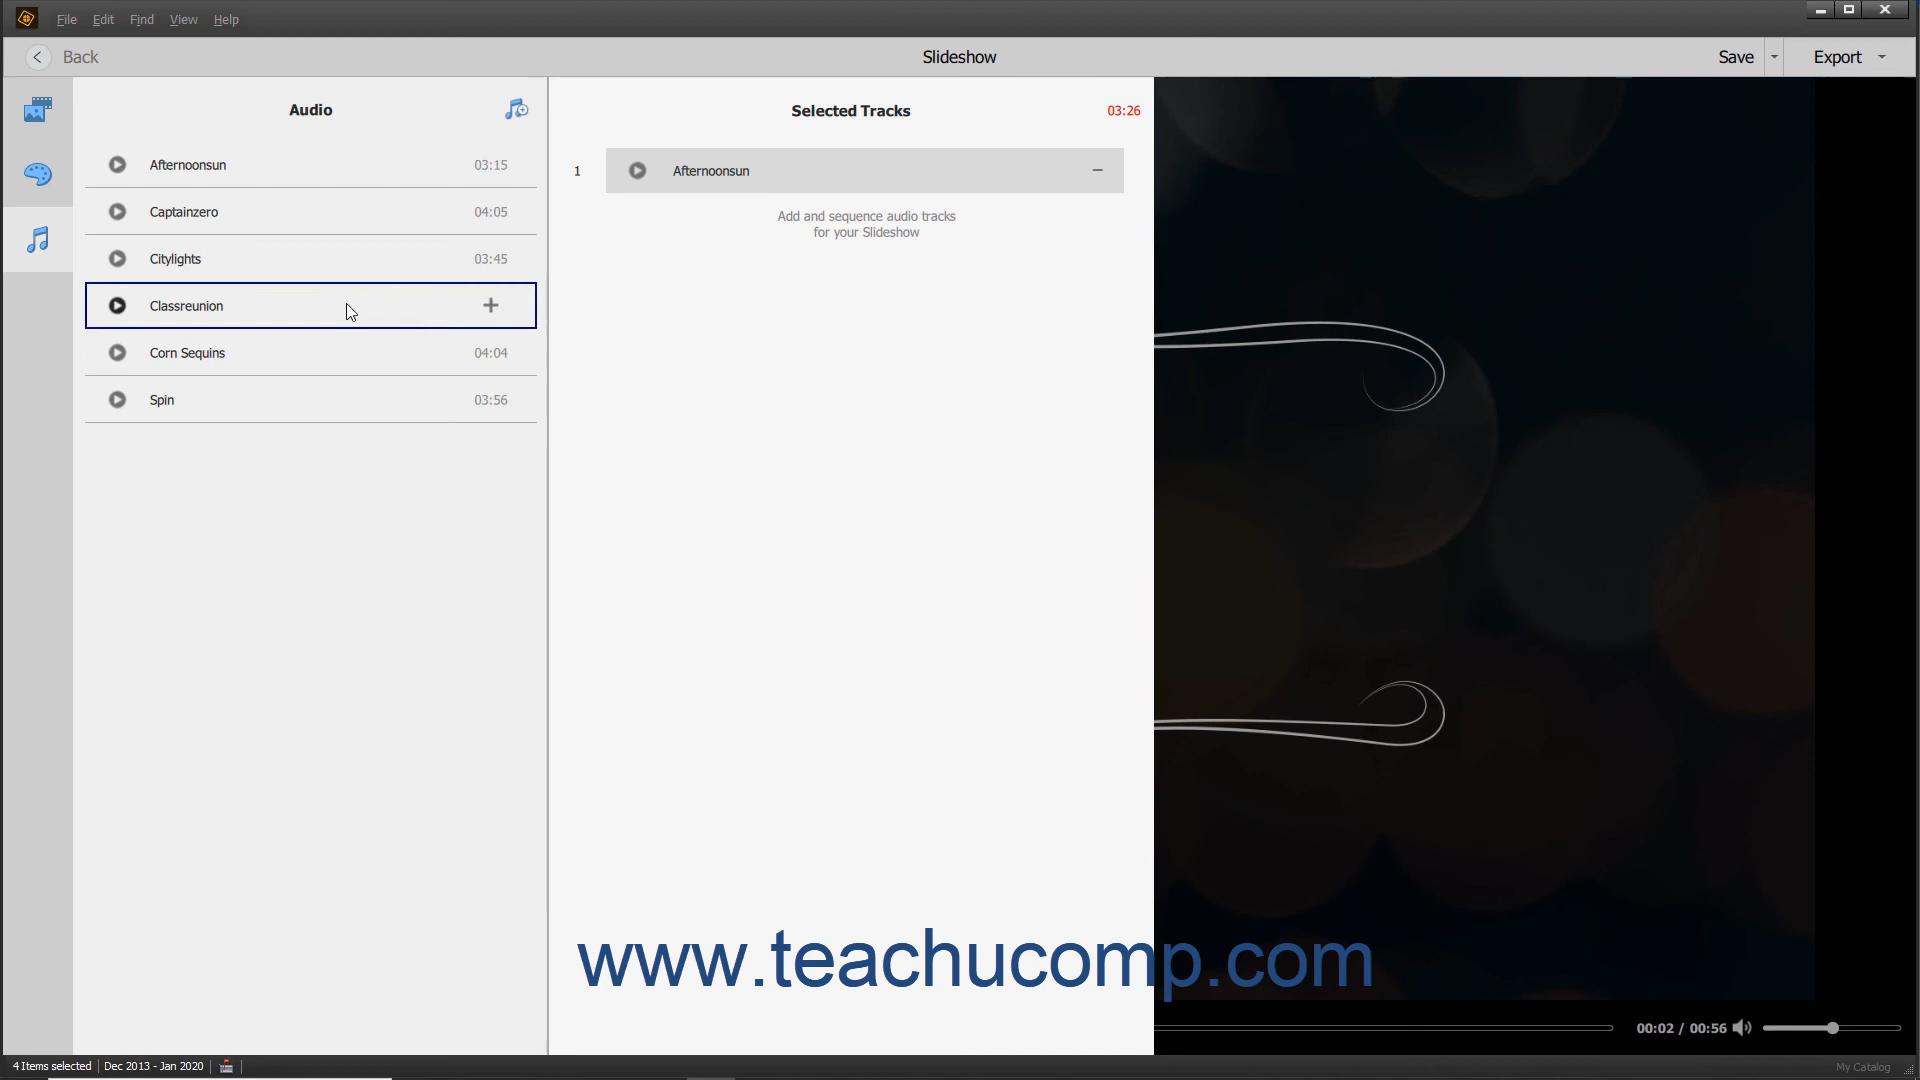 File Edit Find View Help
Back Slideshow Save Export
Audio
Afternoonsun 03:15
Captainzero 04:05
Citylights 03:45
Classreunion +
Corn Sequins 04:04
Spin 03:56
Selected Tracks 03:26
1 Afternoonsun −
Add and sequence audio tracks
for your Slideshow
www.teachucomp.com
00:02 / 00:56
4 Items selected Dec 2013 - Jan 2020 My Catalog